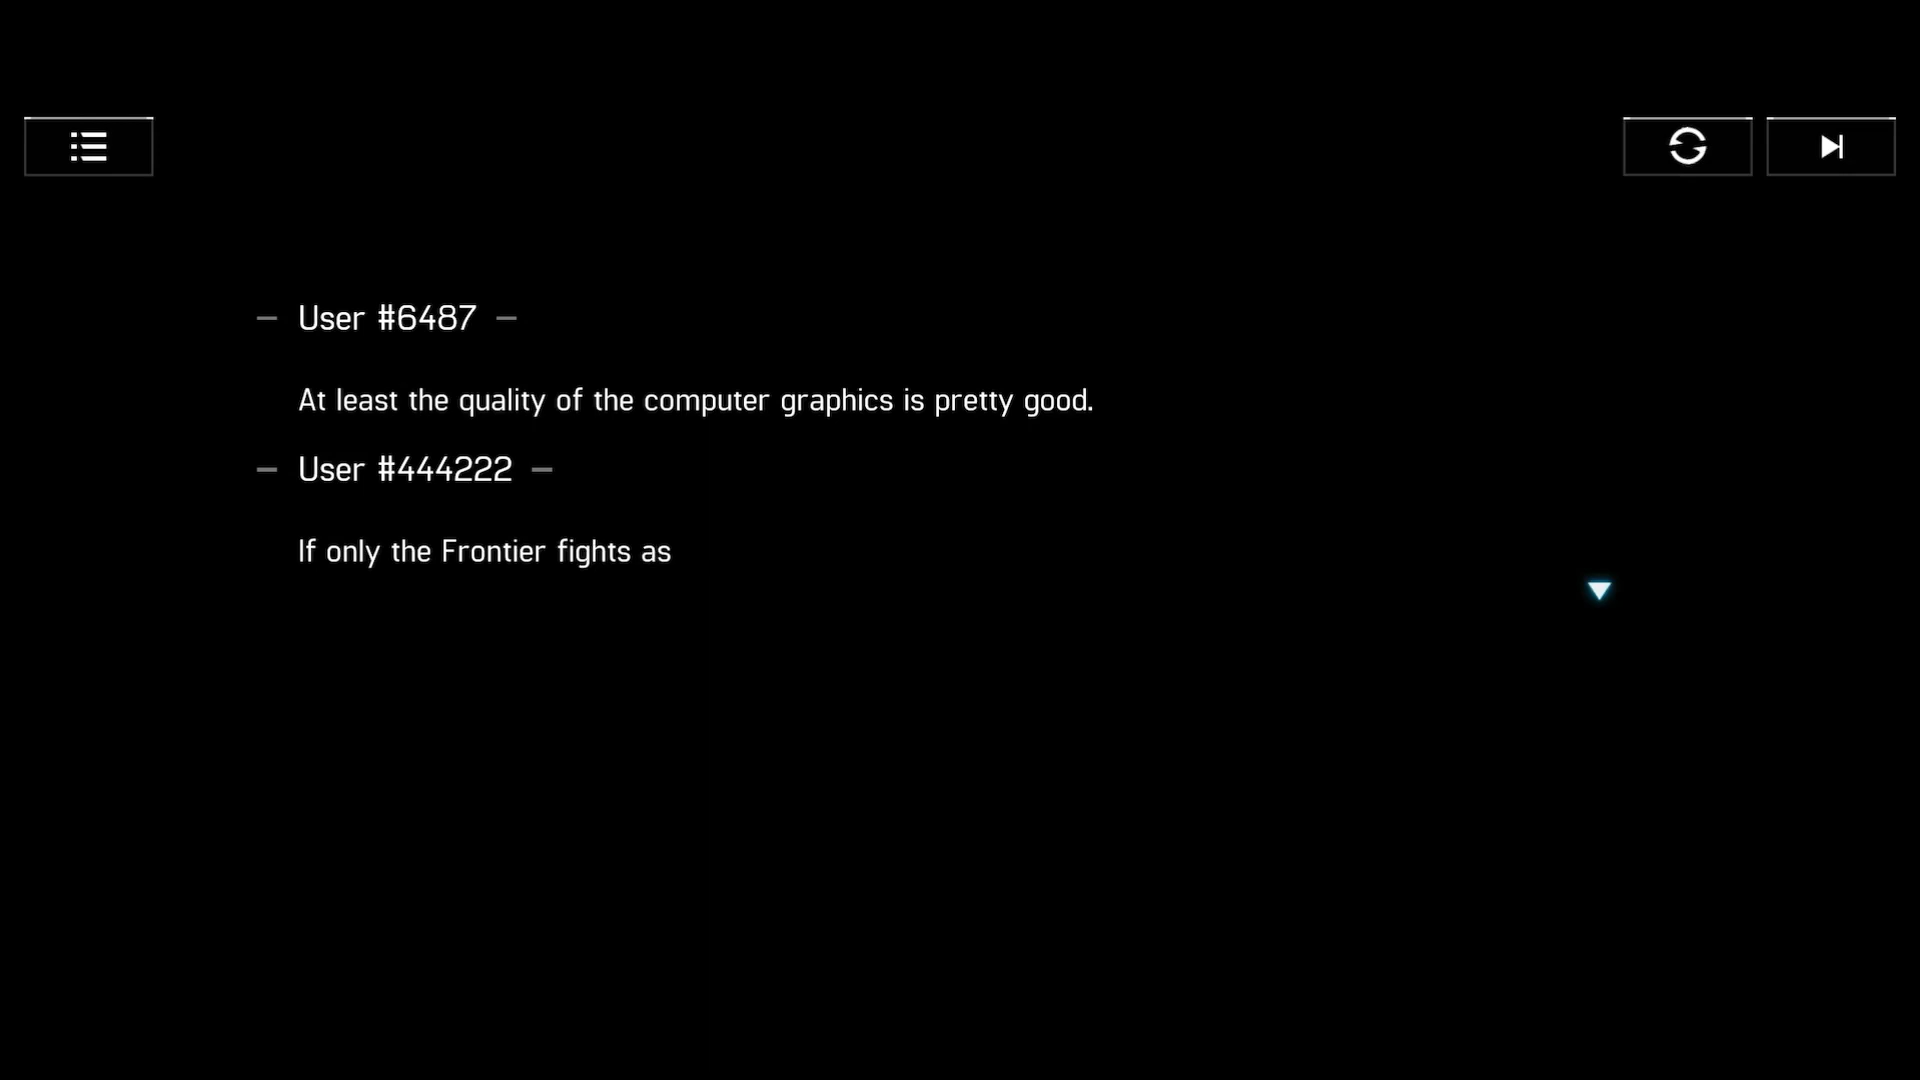 – User #6487 –
At least the quality of the computer graphics is pretty good.
– User #444222 –
If only the Frontier fights as